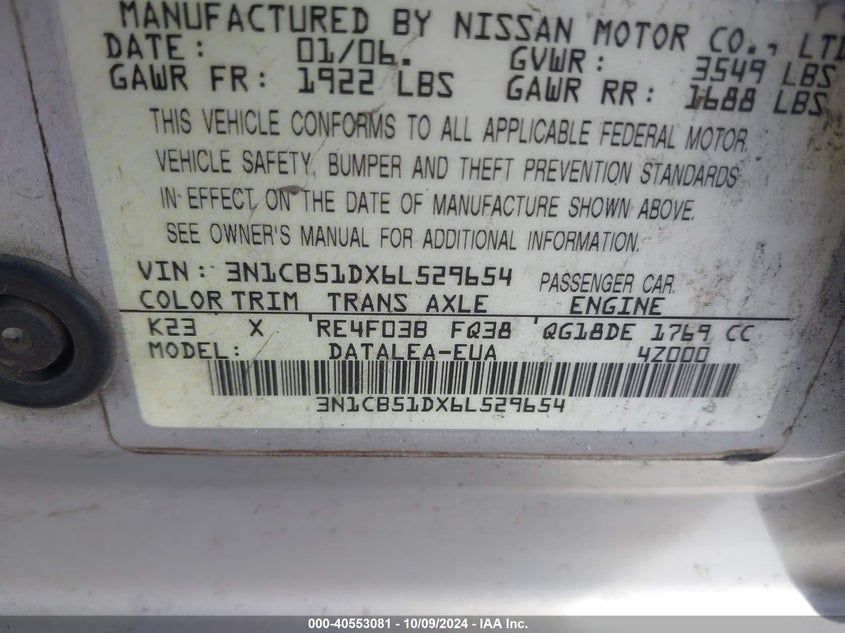 MANUFACTURED BY NISSAN MOTOR CO., LTD
DATE: 01/06. GVWR: 3549 LBS
GAWR FR: 1922 LBS GAWR RR: 1688 LBS
THIS VEHICLE CONFORMS TO ALL APPLICABLE FEDERAL MOTOR
VEHICLE SAFETY, BUMPER AND THEFT PREVENTION STANDARDS
IN EFFECT ON THE DATE OF MANUFACTURE SHOWN ABOVE.
SEE OWNER'S MANUAL FOR ADDITIONAL INFORMATION.
VIN: 3N1CB51DX6L529654 PASSENGER CAR
COLOR TRIM TRANS AXLE ENGINE
K23 X RE4F03B FQ38 QG18DE 1769 CC
MODEL: DATALEA-EUA 4Z000
3N1CB51DX6L529654
000-40553081 - 10/09/2024 - IAA Inc.